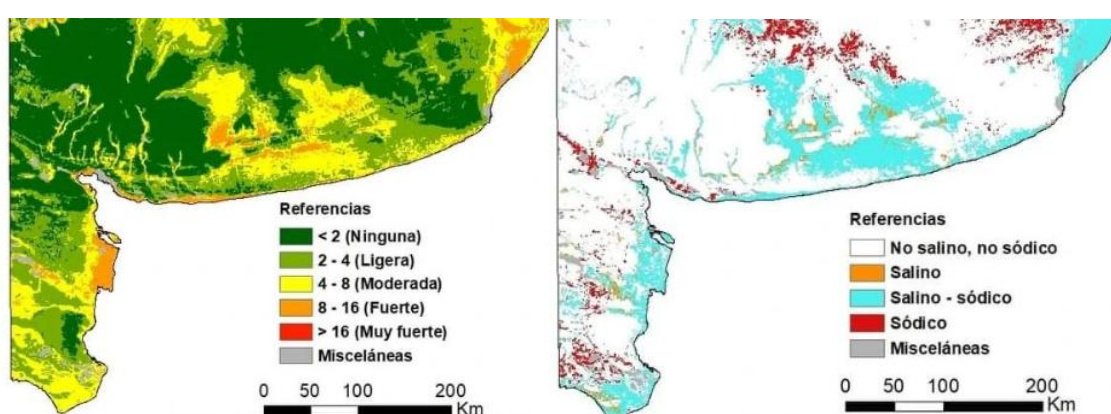 Referencias
< 2 (Ninguna)
2 - 4 (Ligera)
4 - 8 (Moderada)
8 - 16 (Fuerte)
> 16 (Muy fuerte)
Misceláneas
0 50 100 200
Km
Referencias
No salino, no sódico
Salino
Salino - sódico
Sódico
Misceláneas
0 50 100 200
Km